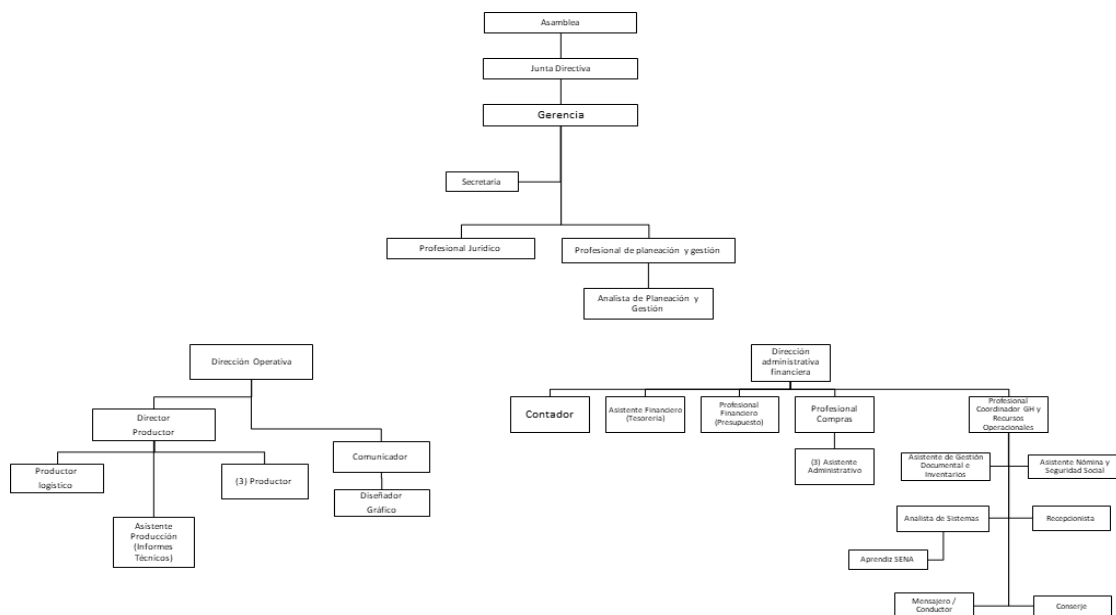 Asamblea
Junta Directiva
Gerencia
Secretaria
Profesional Jurídico
Profesional de planeación y gestión
Analista de Planeación y
Gestión
Dirección Operativa
Director
Productor
Productor
logístico
(3) Productor
Asistente
Producción
(Informes
Técnicos)
Comunicador
Diseñador
Gráfico
Dirección
administrativa
financiera
Contador
Asistente Financiero
(Tesorería)
Profesional
Financiero
(Presupuesto)
Profesional
Compras
(3) Asistente
Administrativo
Profesional
Coordinador GH y
Recursos
Operacionales
Asistente de Gestión
Documental e
Inventarios
Asistente Nómina y
Seguridad Social
Analista de Sistemas
Recepcionista
Aprendiz SENA
Mensajero /
Conductor
Conserje